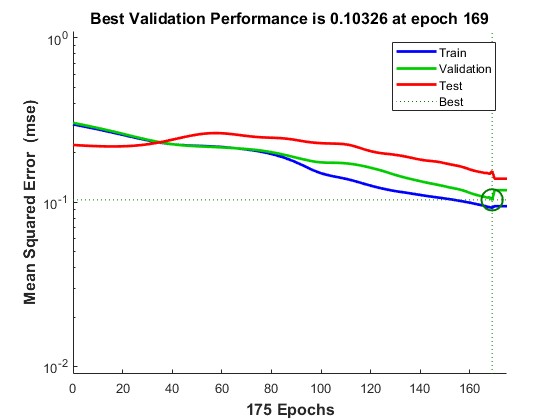 Best Validation Performance is 0.10326 at epoch 169
Mean Squared Error (mse)
10^0
10^-1
10^-2
Train
Validation
Test
Best
0 20 40 60 80 100 120 140 160
175 Epochs